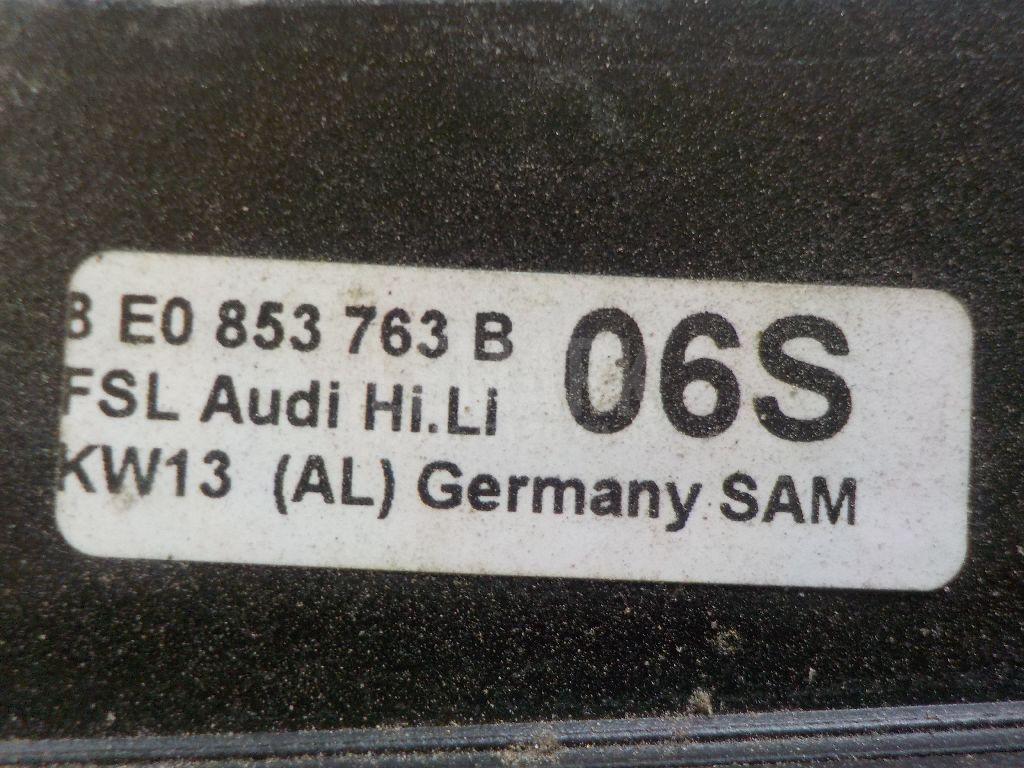 8 E0 853 763 B 06S
FSL Audi Hi.Li
KW13 (AL) Germany SAM